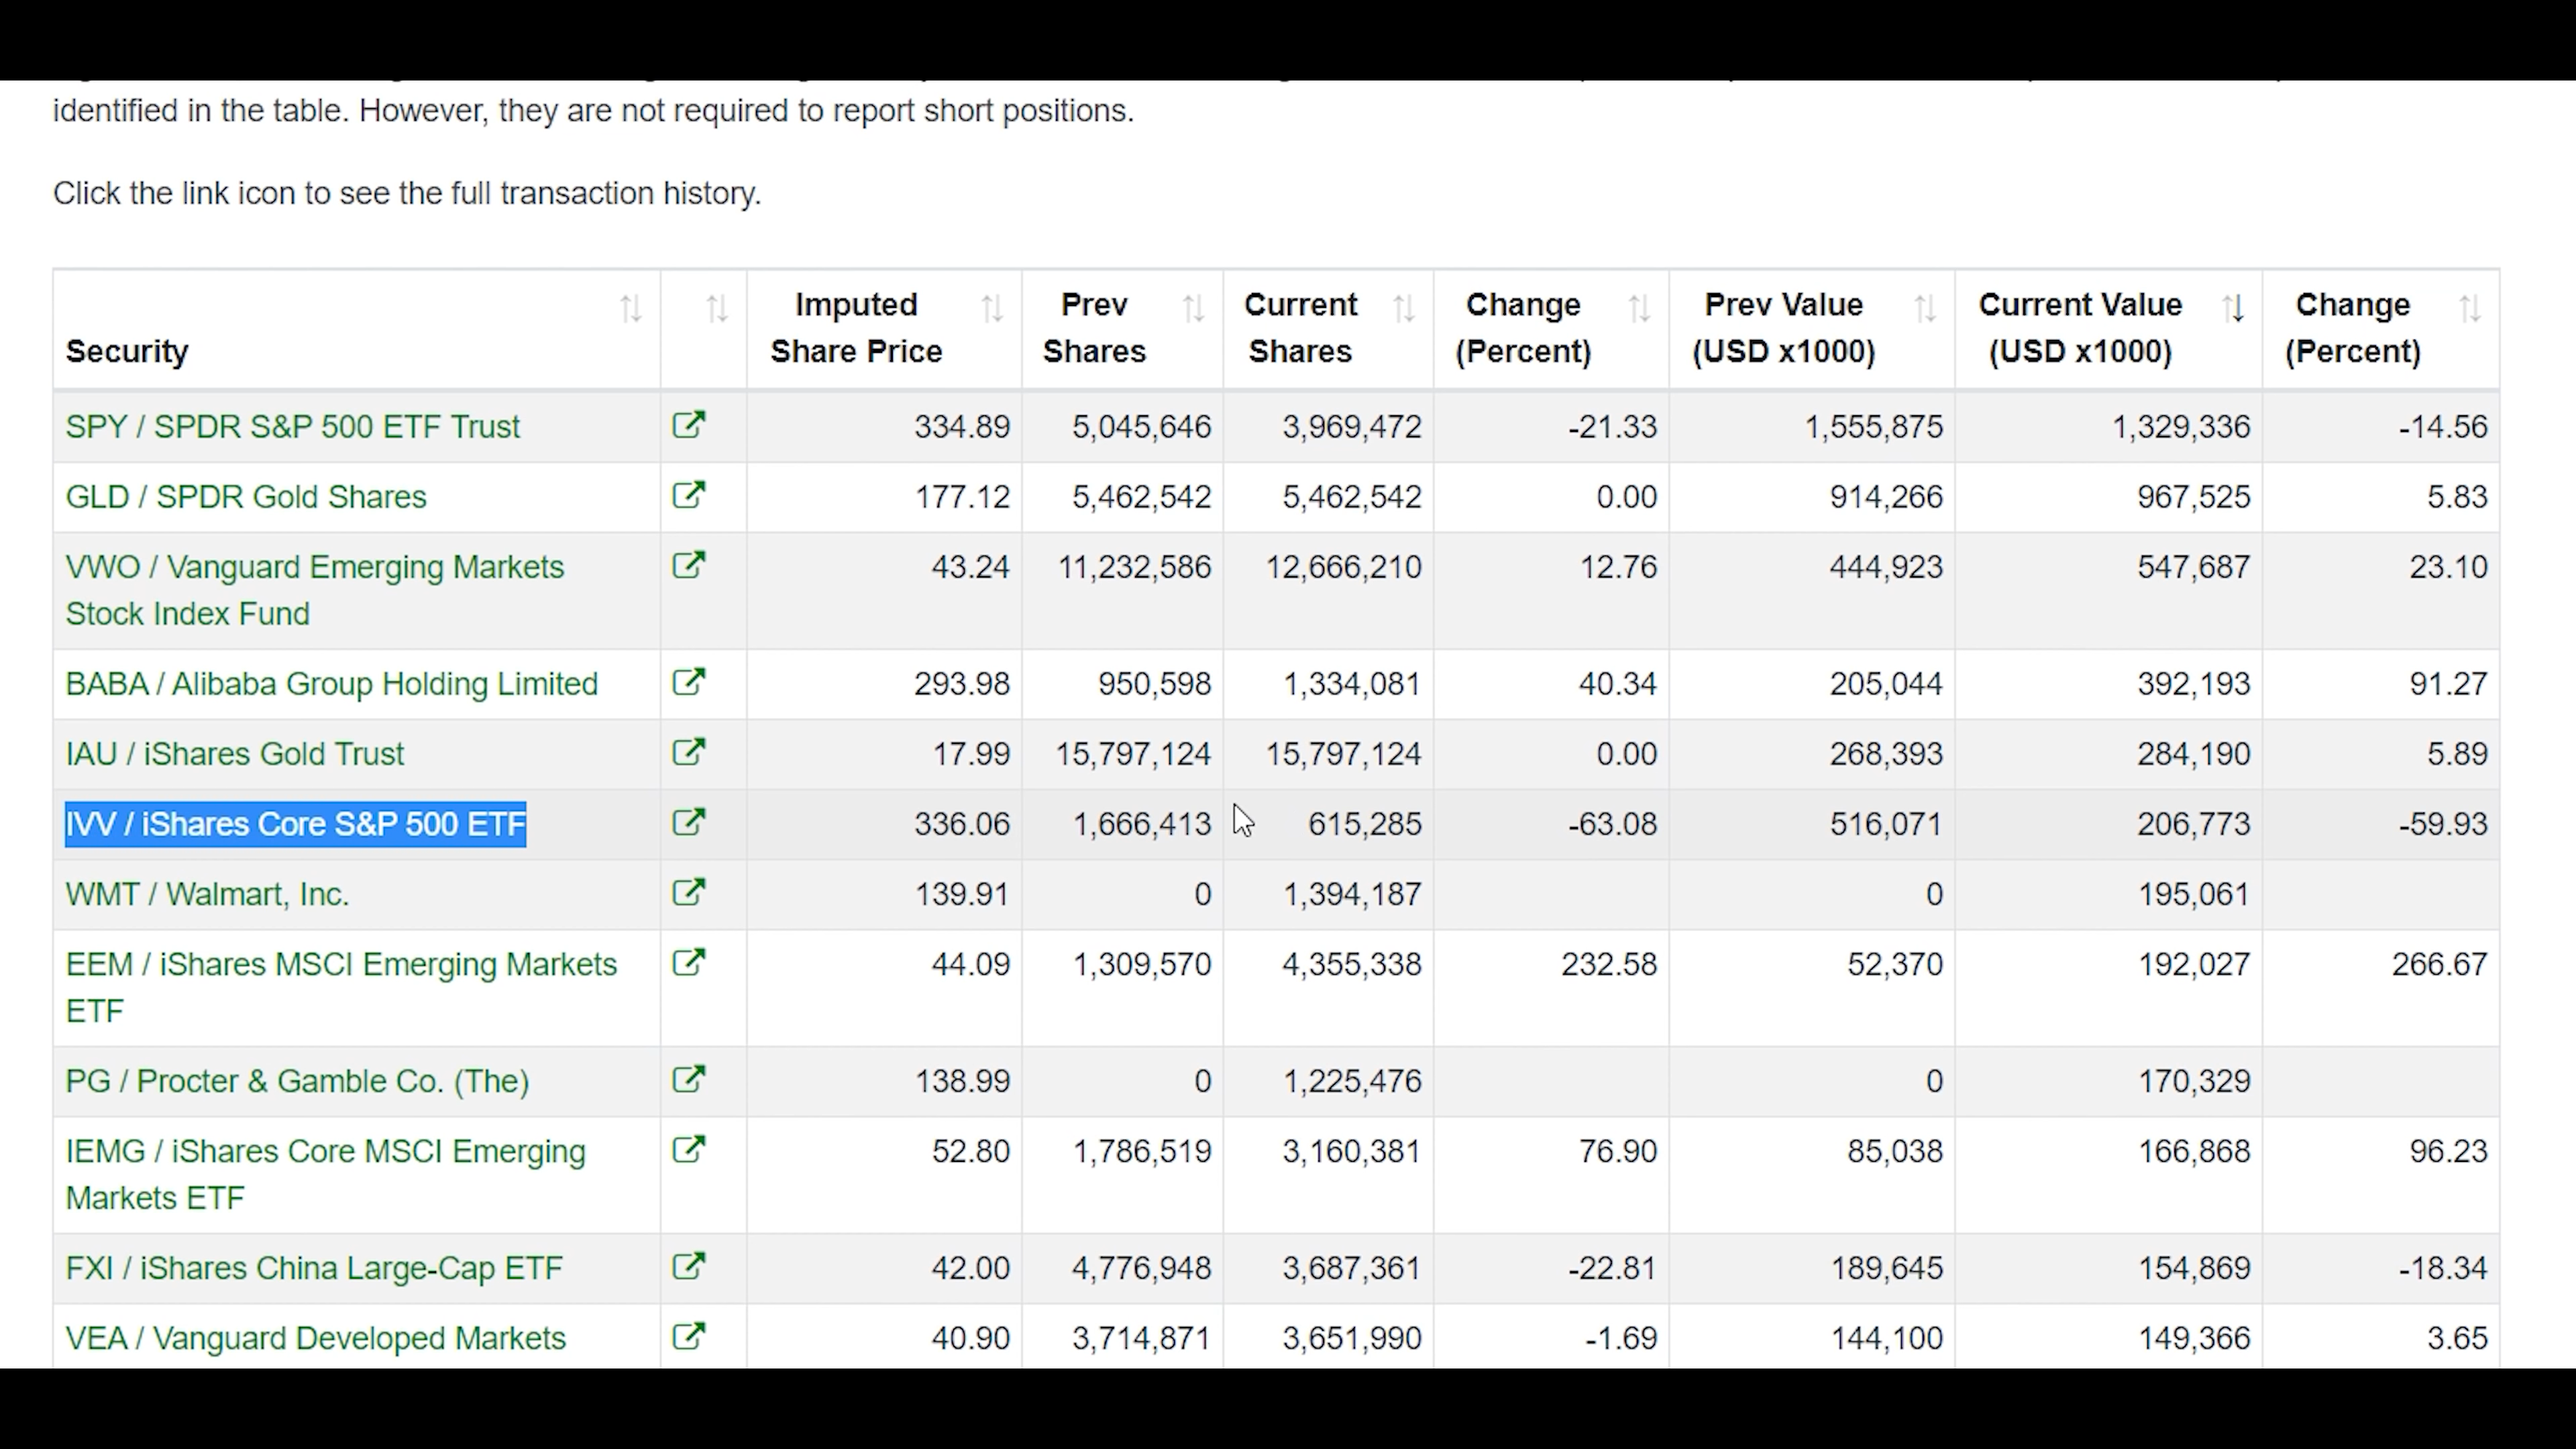 identified in the table. However, they are not required to report short positions.
Click the link icon to see the full transaction history.
Security Imputed Share Price Prev Shares Current Shares Change (Percent) Prev Value (USD x1000) Current Value (USD x1000) Change (Percent)
SPY / SPDR S&P 500 ETF Trust 334.89 5,045,646 3,969,472 -21.33 1,555,875 1,329,336 -14.56
GLD / SPDR Gold Shares 177.12 5,462,542 5,462,542 0.00 914,266 967,525 5.83
VWO / Vanguard Emerging Markets 43.24 11,232,586 12,666,210 12.76 444,923 547,687 23.10
Stock Index Fund
BABA / Alibaba Group Holding Limited 293.98 950,598 1,334,081 40.34 205,044 392,193 91.27
IAU / iShares Gold Trust 17.99 15,797,124 15,797,124 0.00 268,393 284,190 5.89
IVV / iShares Core S&P 500 ETF 336.06 1,666,413 615,285 -63.08 516,071 206,773 -59.93
WMT / Walmart, Inc. 139.91 0 1,394,187 0 195,061
EEM / iShares MSCI Emerging Markets 44.09 1,309,570 4,355,338 232.58 52,370 192,027 266.67
ETF
PG / Procter & Gamble Co. (The) 138.99 0 1,225,476 0 170,329
IEMG / iShares Core MSCI Emerging 52.80 1,786,519 3,160,381 76.90 85,038 166,868 96.23
Markets ETF
FXI / iShares China Large-Cap ETF 42.00 4,776,948 3,687,361 -22.81 189,645 154,869 -18.34
VEA / Vanguard Developed Markets 40.90 3,714,871 3,651,990 -1.69 144,100 149,366 3.65